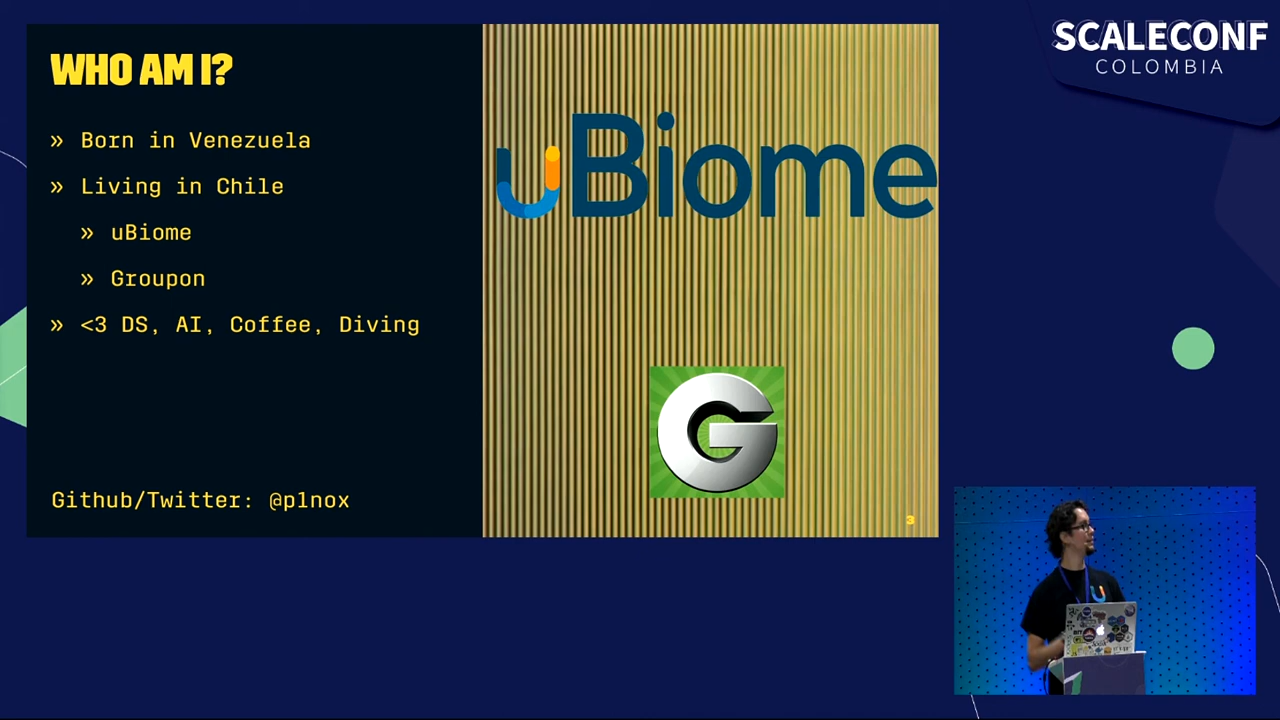 WHO AM I?
» Born in Venezuela
» Living in Chile
» uBiome
» Groupon
» <3 DS, AI, Coffee, Diving
Github/Twitter: @p1nox
uBiome
G
3
SCALECONF
COLOMBIA